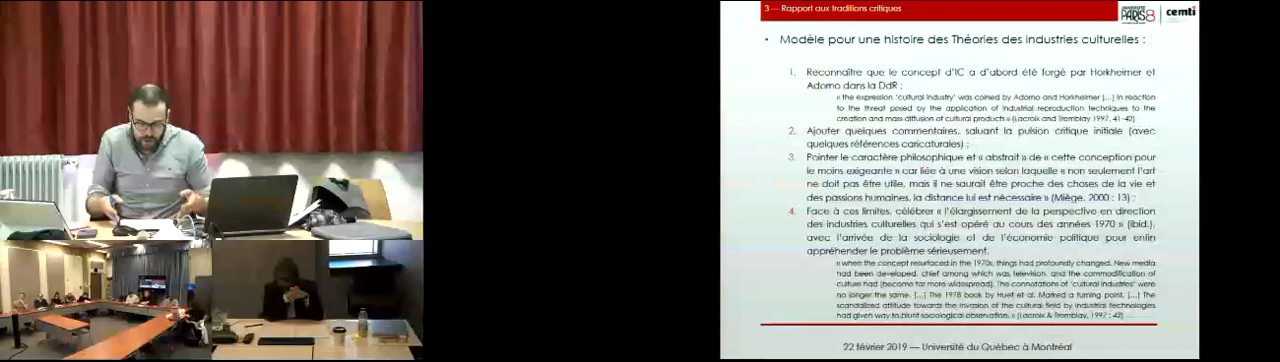 3 — Rapport aux traditions critiques
UNIVERSITÉ
PARIS 8
cemti
• Modèle pour une histoire des Théories des industries culturelles :
1. Reconnaître que le concept d'IC a d'abord été forgé par Horkheimer et
Adorno dans la DdR :
« the expression 'cultural industry' was coined by Adorno and Horkheimer [...] in reaction
to the threat posed by the application of industrial reproduction techniques to the
creation and mass diffusion of cultural products » (Lacroix and Tremblay 1997, 41-42)
2. Ajouter quelques commentaires, saluant la pulsion critique initiale (avec
quelques références caricaturales) ;
3. Pointer le caractère philosophique et « abstrait » de « cette conception pour
le moins exigeante » car liée à une vision selon laquelle « non seulement l'art
ne doit pas être utile, mais il ne saurait être proche des choses de la vie et
des passions humaines, la distance lui est nécessaire » (Miège, 2000 : 13) ;
4. Face à ces limites, célébrer « l'élargissement de la perspective en direction
des industries culturelles qui s'est opéré au cours des années 1970 » (ibid.),
avec l'arrivée de la sociologie et de l'économie politique pour enfin
appréhender le problème sérieusement.
« when the concept resurfaced in the 1970s, things had profoundly changed. New media
had been developed, chief among which was television, and the commodification of
culture had (become far more widespread). The connotations of 'cultural industries' were
no longer the same. [...] The 1978 book by Huet et al. Marked a turning point. [...] The
scandalized attitude towards the invasion of the cultural field by industrial technologies
had given way to blunt sociological observation. » (Lacroix & Tremblay, 1997 : 42)
22 février 2019 — Université du Québec à Montréal